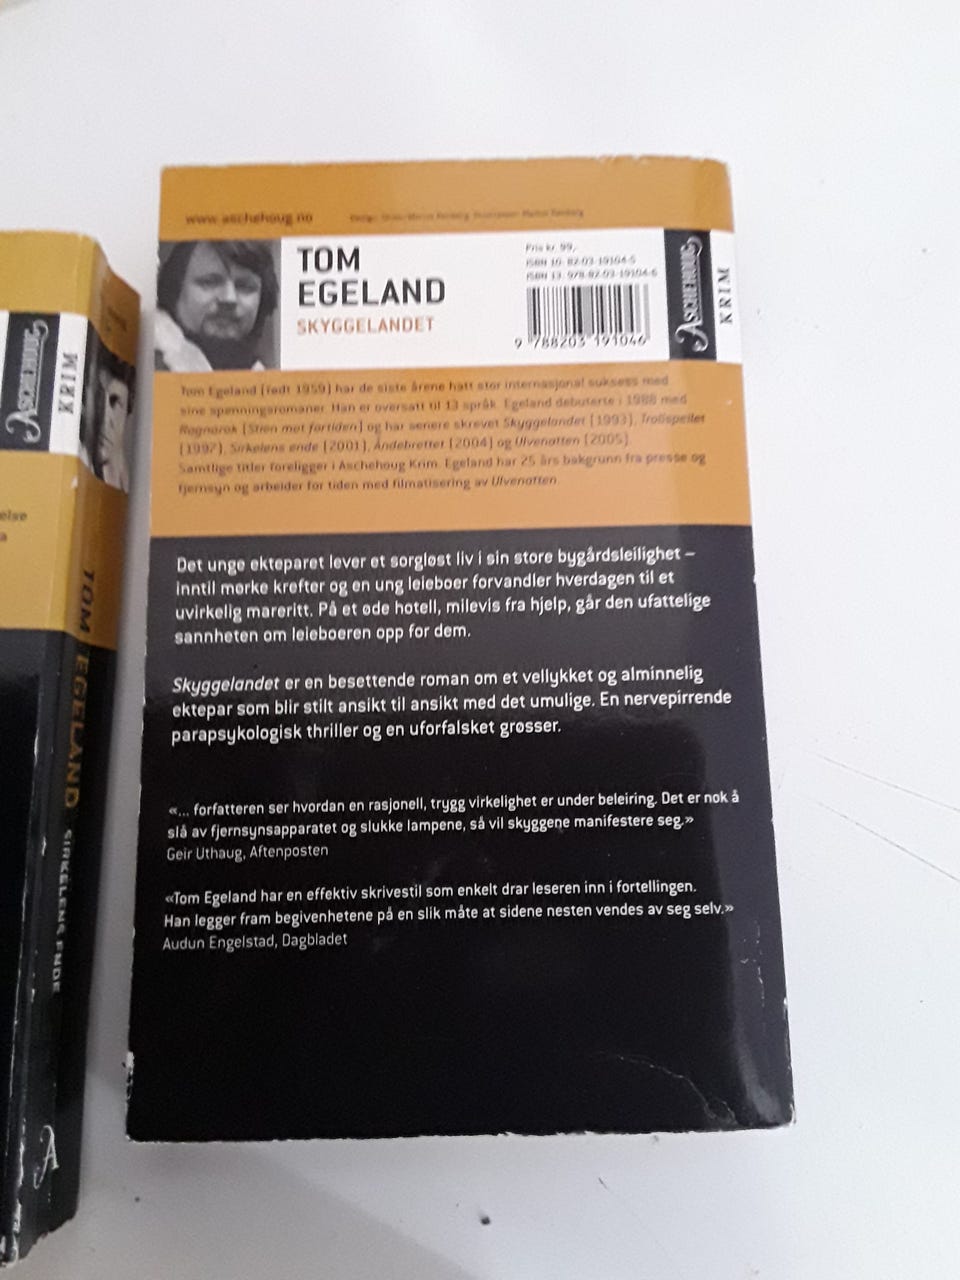 www.aschehoug.no
TOM
EGELAND
SKYGGELANDET
Pris kr. 99,-
ISBN 10: 82-03-19104-5
ISBN 13: 978-82-03-19104-6
9 788203 191046
ASCHEHOUG
KRIM
Tom Egeland (født 1959) har de siste årene hatt stor internasjonal suksess med
sine spenningsromaner. Han er oversatt til 13 språk. Egeland debuterte i 1988 med
Ragnarok (Stien mot fortiden) og har senere skrevet Skyggelandet (1993), Trollspeilet
(1997), Sirkelens ende (2001), Åndebrettet (2004) og Ulvenatten (2005).
Samtlige titler foreligger i Aschehoug Krim. Egeland har 25 års bakgrunn fra presse og
fjernsyn og arbeider for tiden med filmatisering av Ulvenatten.
Det unge ekteparet lever et sorgløst liv i sin store bygårdsleilighet –
inntil mørke krefter og en ung leieboer forvandler hverdagen til et
uvirkelig mareritt. På et øde hotell, milevis fra hjelp, går den ufattelige
sannheten om leieboeren opp for dem.
Skyggelandet er en besettende roman om et vellykket og alminnelig
ektepar som blir stilt ansikt til ansikt med det umulige. En nervepirrende
parapsykologisk thriller og en uforfalsket grøsser.
«... forfatteren ser hvordan en rasjonell, trygg virkelighet er under beleiring. Det er nok å
slå av fjernsynsapparatet og slukke lampene, så vil skyggene manifestere seg.»
Geir Uthaug, Aftenposten
«Tom Egeland har en effektiv skrivestil som enkelt drar leseren inn i fortellingen.
Han legger fram begivenhetene på en slik måte at sidene nesten vendes av seg selv.»
Audun Engelstad, Dagbladet
ASCHEHOUG
KRIM
else
a
TOM EGELAND SIRKELENS ENDE
A